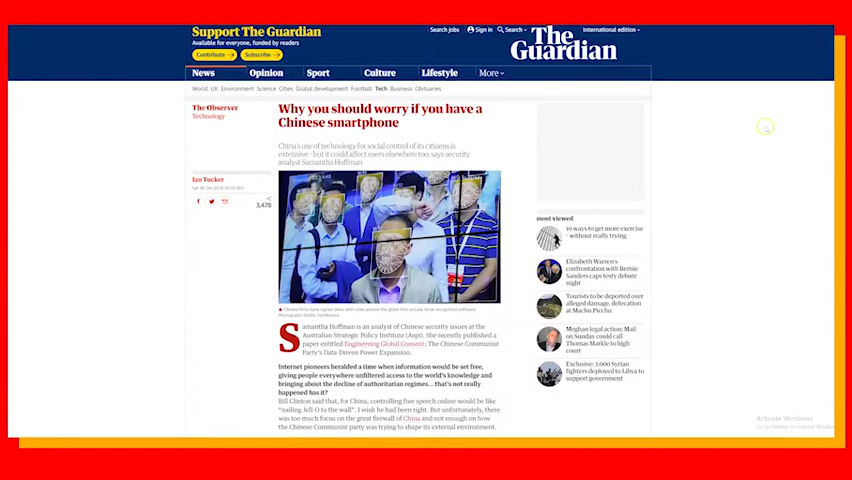 Support The Guardian
Available for everyone, funded by readers
Contribute →
Subscribe →
Search jobs
Sign in
Search
International edition
The
Guardian
News
Opinion
Sport
Culture
Lifestyle
More
World
UK
Environment
Science
Cities
Global development
Football
Tech
Business
Obituaries
The Observer
Technology
Why you should worry if you have a
Chinese smartphone
China's use of technology for social control of its citizens is
extensive – but it could affect users elsewhere too, says security
analyst Samantha Hoffman
Ian Tucker
3,478
Samantha Hoffman is an analyst of Chinese security issues at the
Australian Strategic Policy Institute (Aspi). She recently published a
paper entitled Engineering Global Consent: The Chinese Communist
Party's Data-Driven Power Expansion.
Internet pioneers heralded a time when information would be set free,
giving people everywhere unfiltered access to the world's knowledge and
bringing about the decline of authoritarian regimes… that's not really
happened has it?
Bill Clinton said that, for China, controlling free speech online would be like
“nailing Jell-O to the wall”. I wish he had been right. But unfortunately, there
was too much focus on the great firewall of China and not enough on how
the Chinese Communist party was trying to shape its external environment.
most viewed
10 ways to get more exercise
– without really trying
Elizabeth Warren's
confrontation with Bernie
Sanders caps testy debate
night
Tourists to be deported over
alleged damage, defecation
at Machu Picchu
Meghan legal action: Mail
on Sunday could call
Thomas Markle to high
court
Exclusive: 2,000 Syrian
fighters deployed to Libya to
support government
Activate Windows
Go to Settings to activate Windows